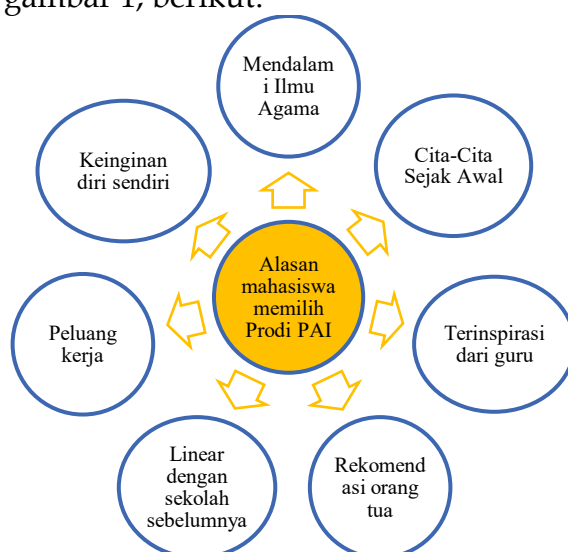 gambar 1, berikut.
Mendalam
i Ilmu
Agama
Cita-Cita
Sejak Awal
Terinspirasi
dari guru
Rekomend
asi orang
tua
Linear
dengan
sekolah
sebelumnya
Peluang
kerja
Keinginan
diri sendiri
Alasan
mahasiswa
memilih
Prodi PAI